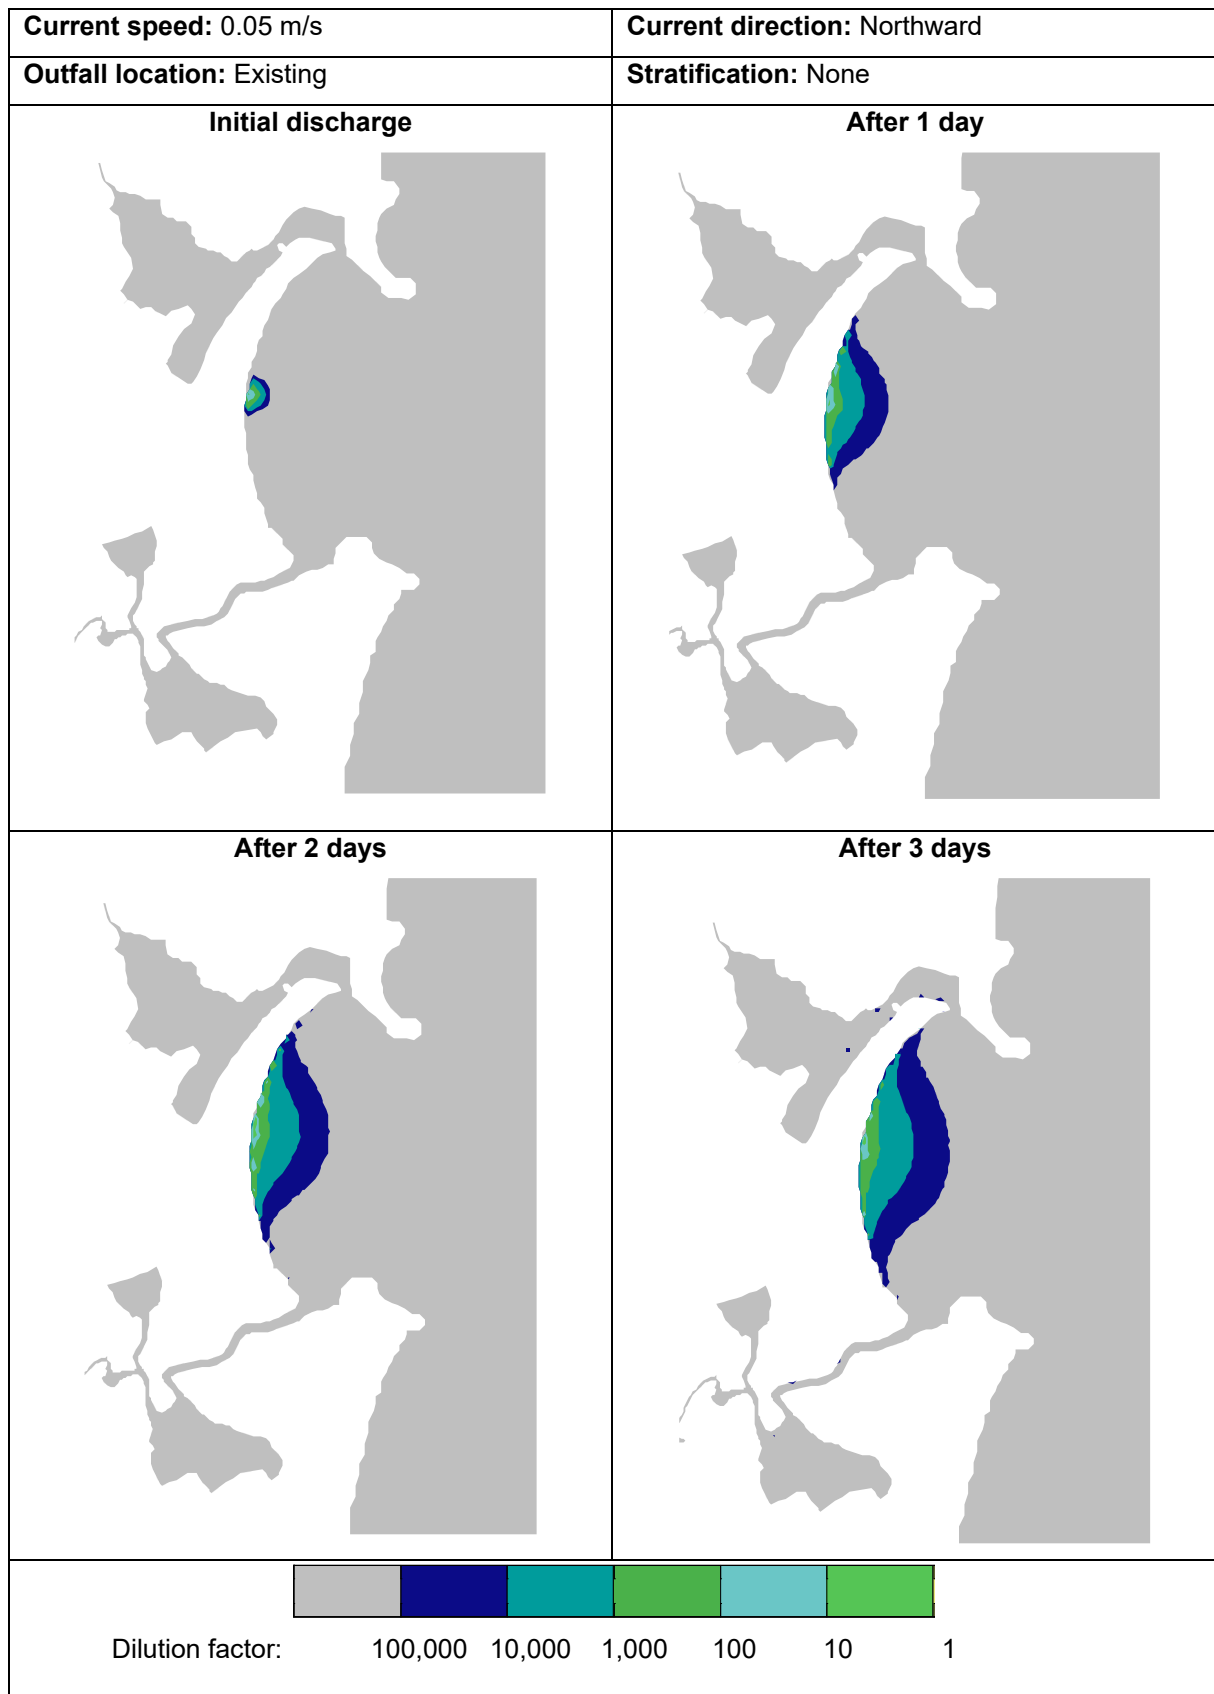 Current speed: 0.05 m/s
Current direction: Northward
Outfall location: Existing
Stratification: None
Initial discharge
After 1 day
After 2 days
After 3 days
Dilution factor: 100,000 10,000 1,000 100 10 1